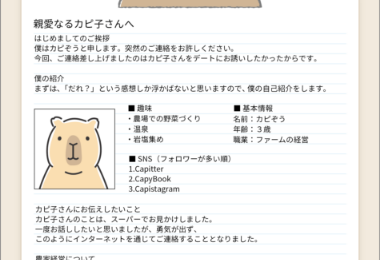 親愛なるカピ子さんへ
はじめましてのご挨拶
僕はカピぞうと申します。突然のご連絡をお許しください。
今回、ご連絡差し上げましたのはカピ子さんをデートにお誘いしたかったからです。
僕の紹介
まずは、「だれ？」という感想しか浮かばないと思いますので、僕の自己紹介をします。
■ 趣味
・農場での野菜づくり
・温泉
・岩塩集め
■ 基本情報
名前：カピぞう
年齢：３歳
職業：ファームの経営
■ SNS（フォロワーが多い順）
1.Capitter
2.CapyBook
3.Capistagram
カピ子さんにお伝えしたいこと
カピ子さんのことは、スーパーでお見かけしました。
一度お話ししたいと思いましたが、勇気が出ず、
このようにインターネットを通じてご連絡することとなりました。
農家経営について